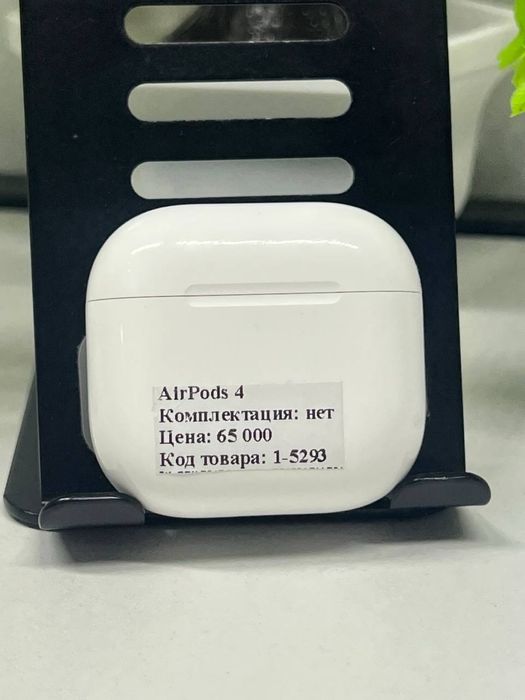 AirPods 4
Комплектация: нет
Цена: 65 000
Код товара: 1-5293